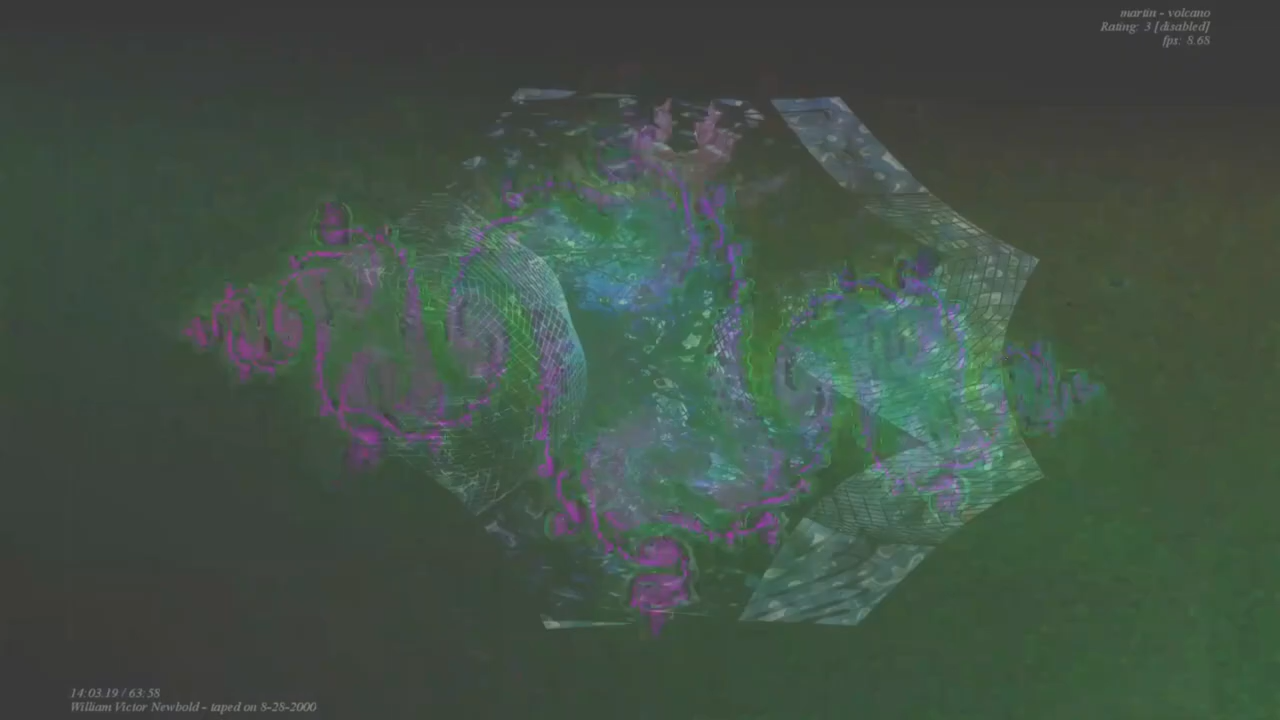 martin - volcano
Rating: 3 [disabled]
fps: 8.68
14:03.19 / 63:58
William Victor Newbold - taped on 8-28-2000